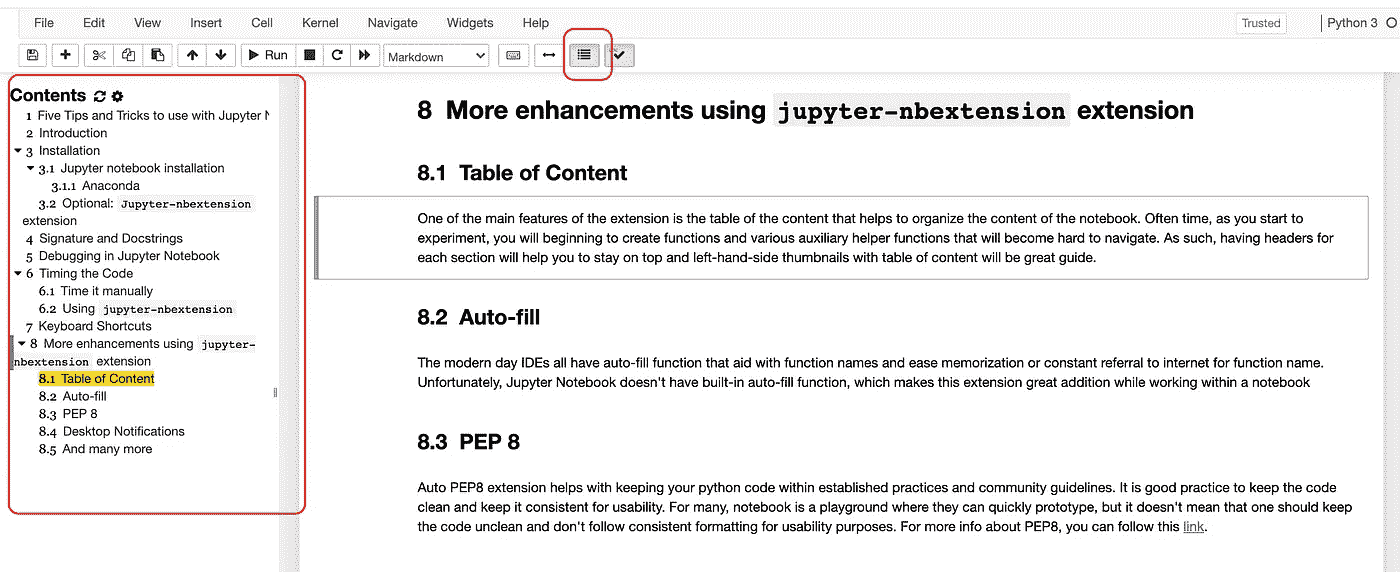 File Edit View Insert Cell Kernel Navigate Widgets Help Trusted Python 3
Run Markdown
Contents
1 Five Tips and Tricks to use with Jupyter N
2 Introduction
3 Installation
3.1 Jupyter notebook installation
3.1.1 Anaconda
3.2 Optional: Jupyter-nbextension
extension
4 Signature and Docstrings
5 Debugging in Jupyter Notebook
6 Timing the Code
6.1 Time it manually
6.2 Using jupyter-nbextension
7 Keyboard Shortcuts
8 More enhancements using jupyter-
nbextension extension
8.1 Table of Content
8.2 Auto-fill
8.3 PEP 8
8.4 Desktop Notifications
8.5 And many more
8 More enhancements using jupyter-nbextension extension
8.1 Table of Content
One of the main features of the extension is the table of the content that helps to organize the content of the notebook. Often time, as you start to
experiment, you will beginning to create functions and various auxiliary helper functions that will become hard to navigate. As such, having headers for
each section will help you to stay on top and left-hand-side thumbnails with table of content will be great guide.
8.2 Auto-fill
The modern day IDEs all have auto-fill function that aid with function names and ease memorization or constant referral to internet for function name.
Unfortunately, Jupyter Notebook doesn't have built-in auto-fill function, which makes this extension great addition while working within a notebook
8.3 PEP 8
Auto PEP8 extension helps with keeping your python code within established practices and community guidelines. It is good practice to keep the code
clean and keep it consistent for usability. For many, notebook is a playground where they can quickly prototype, but it doesn't mean that one should keep
the code unclean and don't follow consistent formatting for usability purposes. For more info about PEP8, you can follow this link.